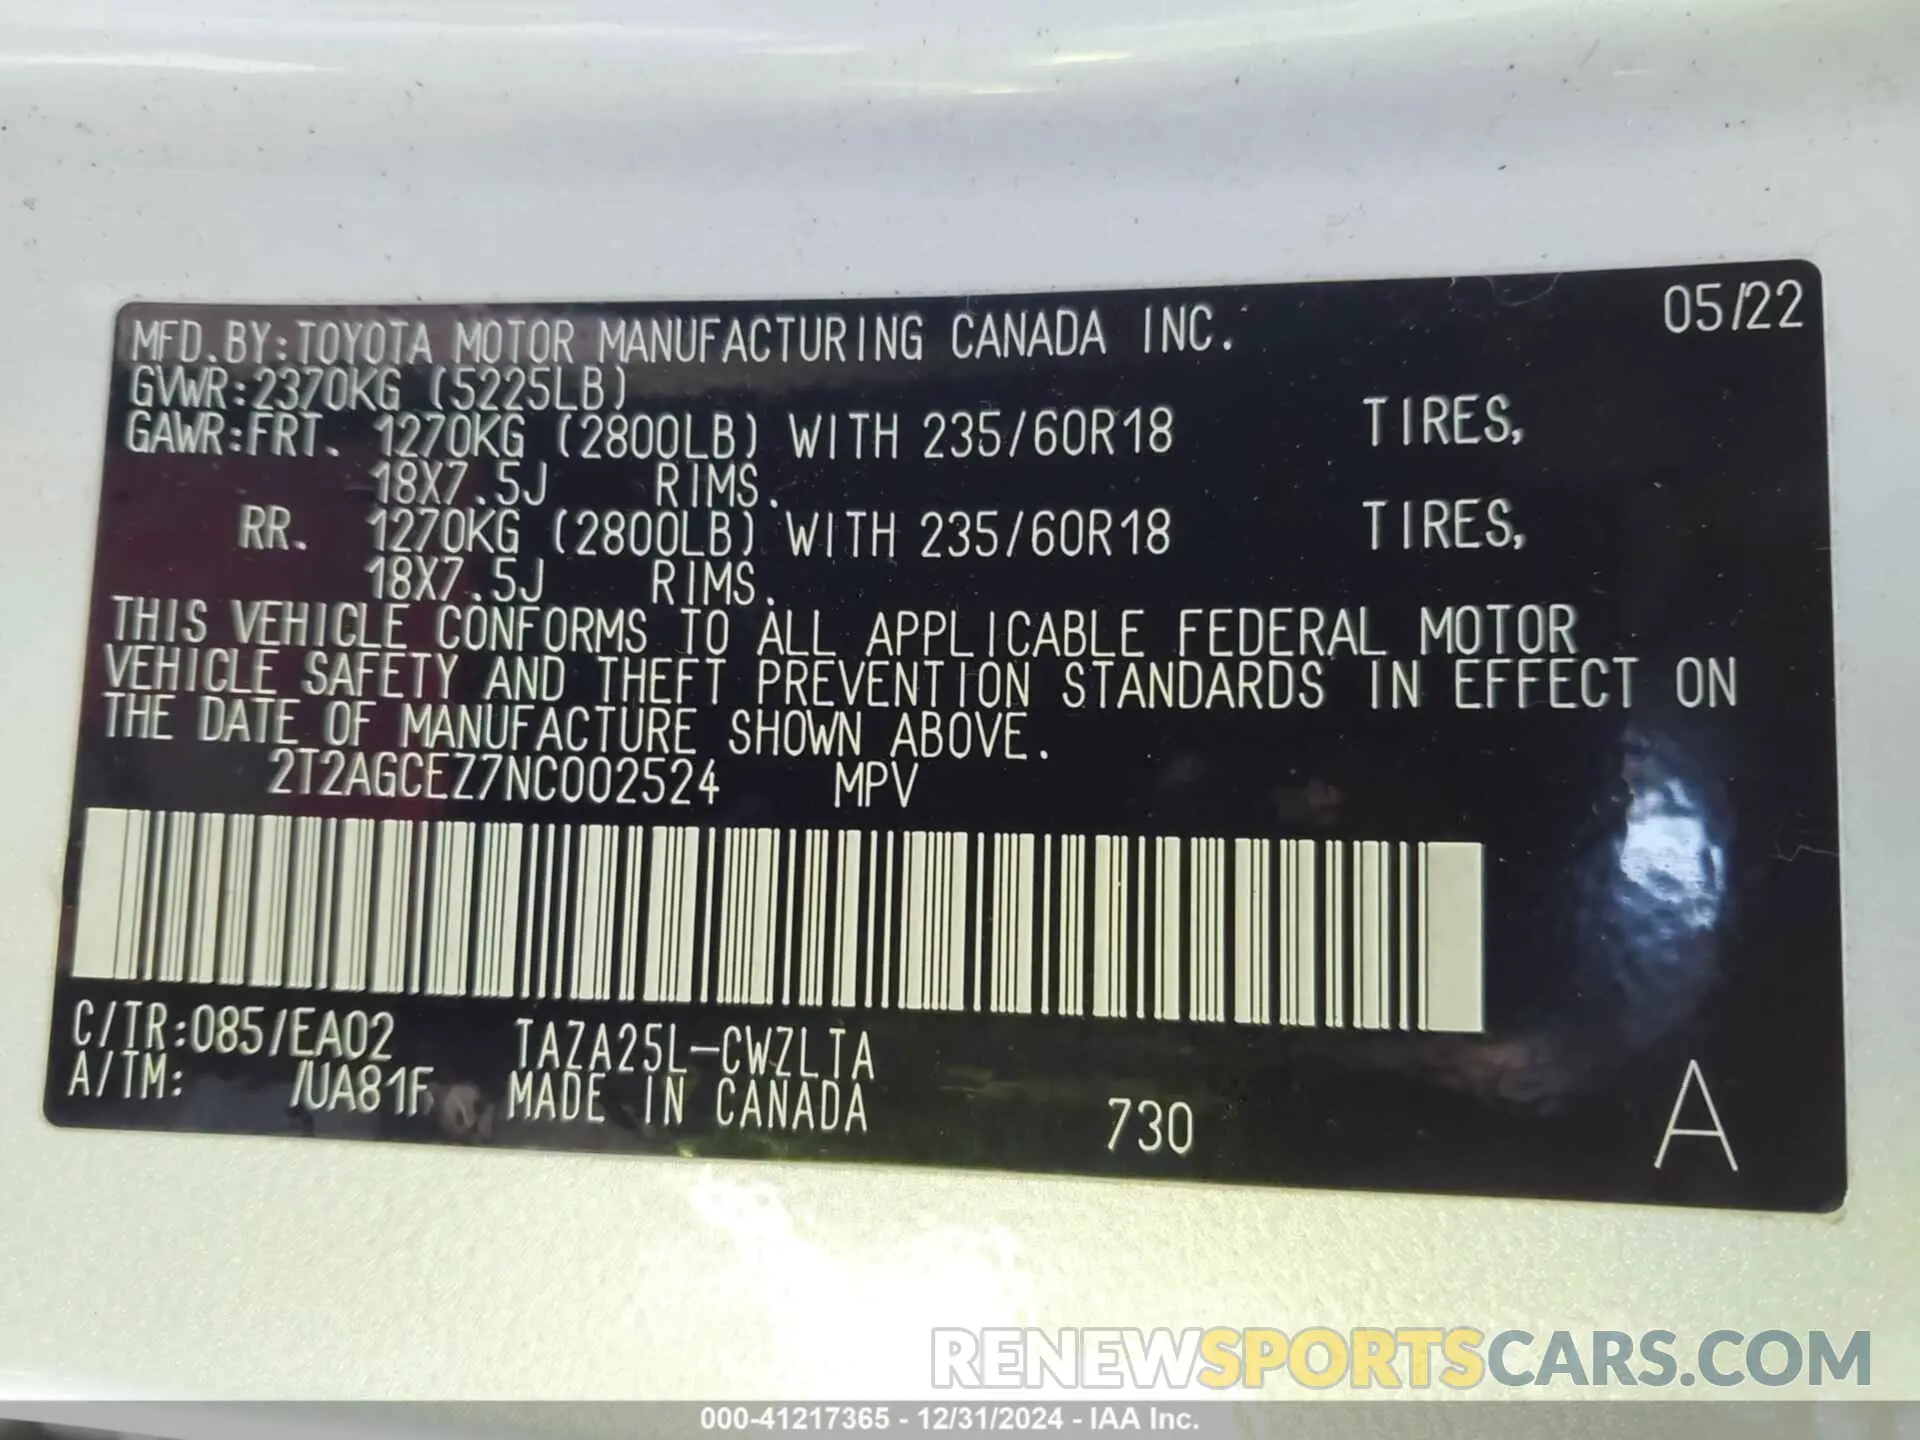 05/22
MFD.BY:TOYOTA MOTOR MANUFACTURING CANADA INC.
GVWR:2370KG (5225LB)
GAWR:FRT. 1270KG (2800LB) WITH 235/60R18 TIRES,
18X7.5J RIMS.
RR. 1270KG (2800LB) WITH 235/60R18 TIRES,
18X7.5J RIMS.
THIS VEHICLE CONFORMS TO ALL APPLICABLE FEDERAL MOTOR
VEHICLE SAFETY AND THEFT PREVENTION STANDARDS IN EFFECT ON
THE DATE OF MANUFACTURE SHOWN ABOVE.
2T2AGCEZ7NC002524 MPV
C/TR:085/EA02 TAZA25L-CWZLTA
A/TM: /UA81F MADE IN CANADA
730
A
RENEWSPORTSCARS.COM
000-41217365 - 12/31/2024 - IAA Inc.